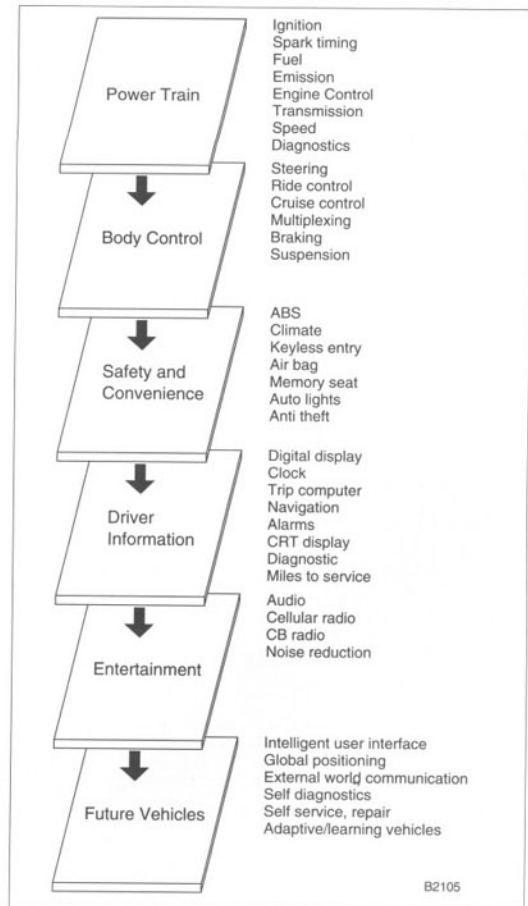 Power Train
Ignition
Spark timing
Fuel
Emission
Engine Control
Transmission
Speed
Diagnostics
Body Control
Steering
Ride control
Cruise control
Multiplexing
Braking
Suspension
Safety and
Convenience
ABS
Climate
Keyless entry
Air bag
Memory seat
Auto lights
Anti theft
Driver
Information
Digital display
Clock
Trip computer
Navigation
Alarms
CRT display
Diagnostic
Miles to service
Entertainment
Audio
Cellular radio
CB radio
Noise reduction
Future Vehicles
Intelligent user interface
Global positioning
External world communication
Self diagnostics
Self service, repair
Adaptive/learning vehicles
B2105